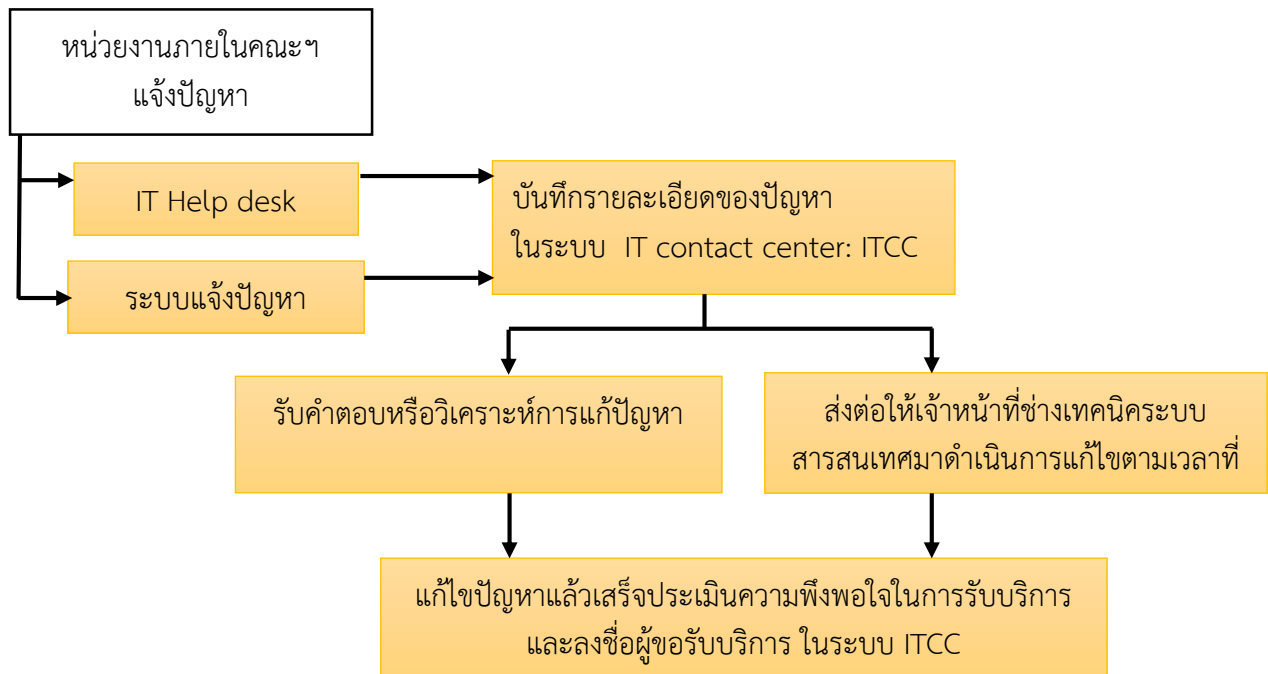 หน่วยงานภายในคณะฯ
แจ้งปัญหา
IT Help desk
ระบบแจ้งปัญหา
บันทึกรายละเอียดของปัญหา
ในระบบ IT contact center: ITCC
รับคำตอบหรือวิเคราะห์การแก้ปัญหา
ส่งต่อให้เจ้าหน้าที่ช่างเทคนิคระบบ
สารสนเทศมาดำเนินการแก้ไขตามเวลาที่
แก้ไขปัญหาแล้วเสร็จประเมินความพึงพอใจในการรับบริการ
และลงชื่อผู้ขอรับบริการ ในระบบ ITCC